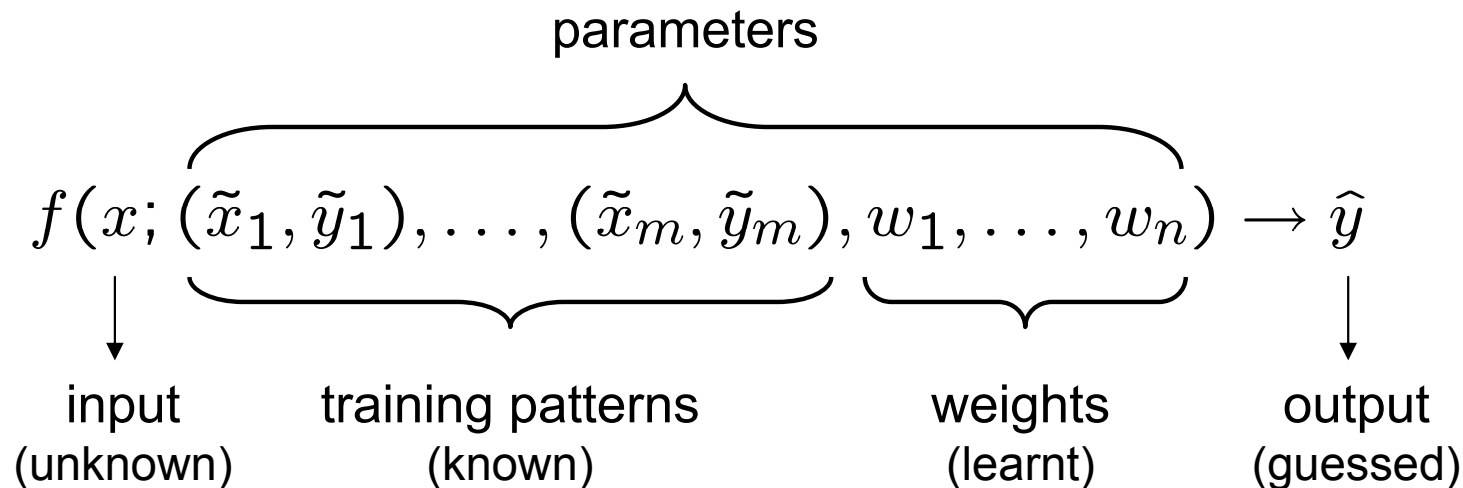 parameters
f(x; (x̃₁, ỹ₁), . . . , (x̃ₘ, ỹₘ), w₁, . . . , wₙ) → ŷ
input training patterns weights output
(unknown) (known) (learnt) (guessed)